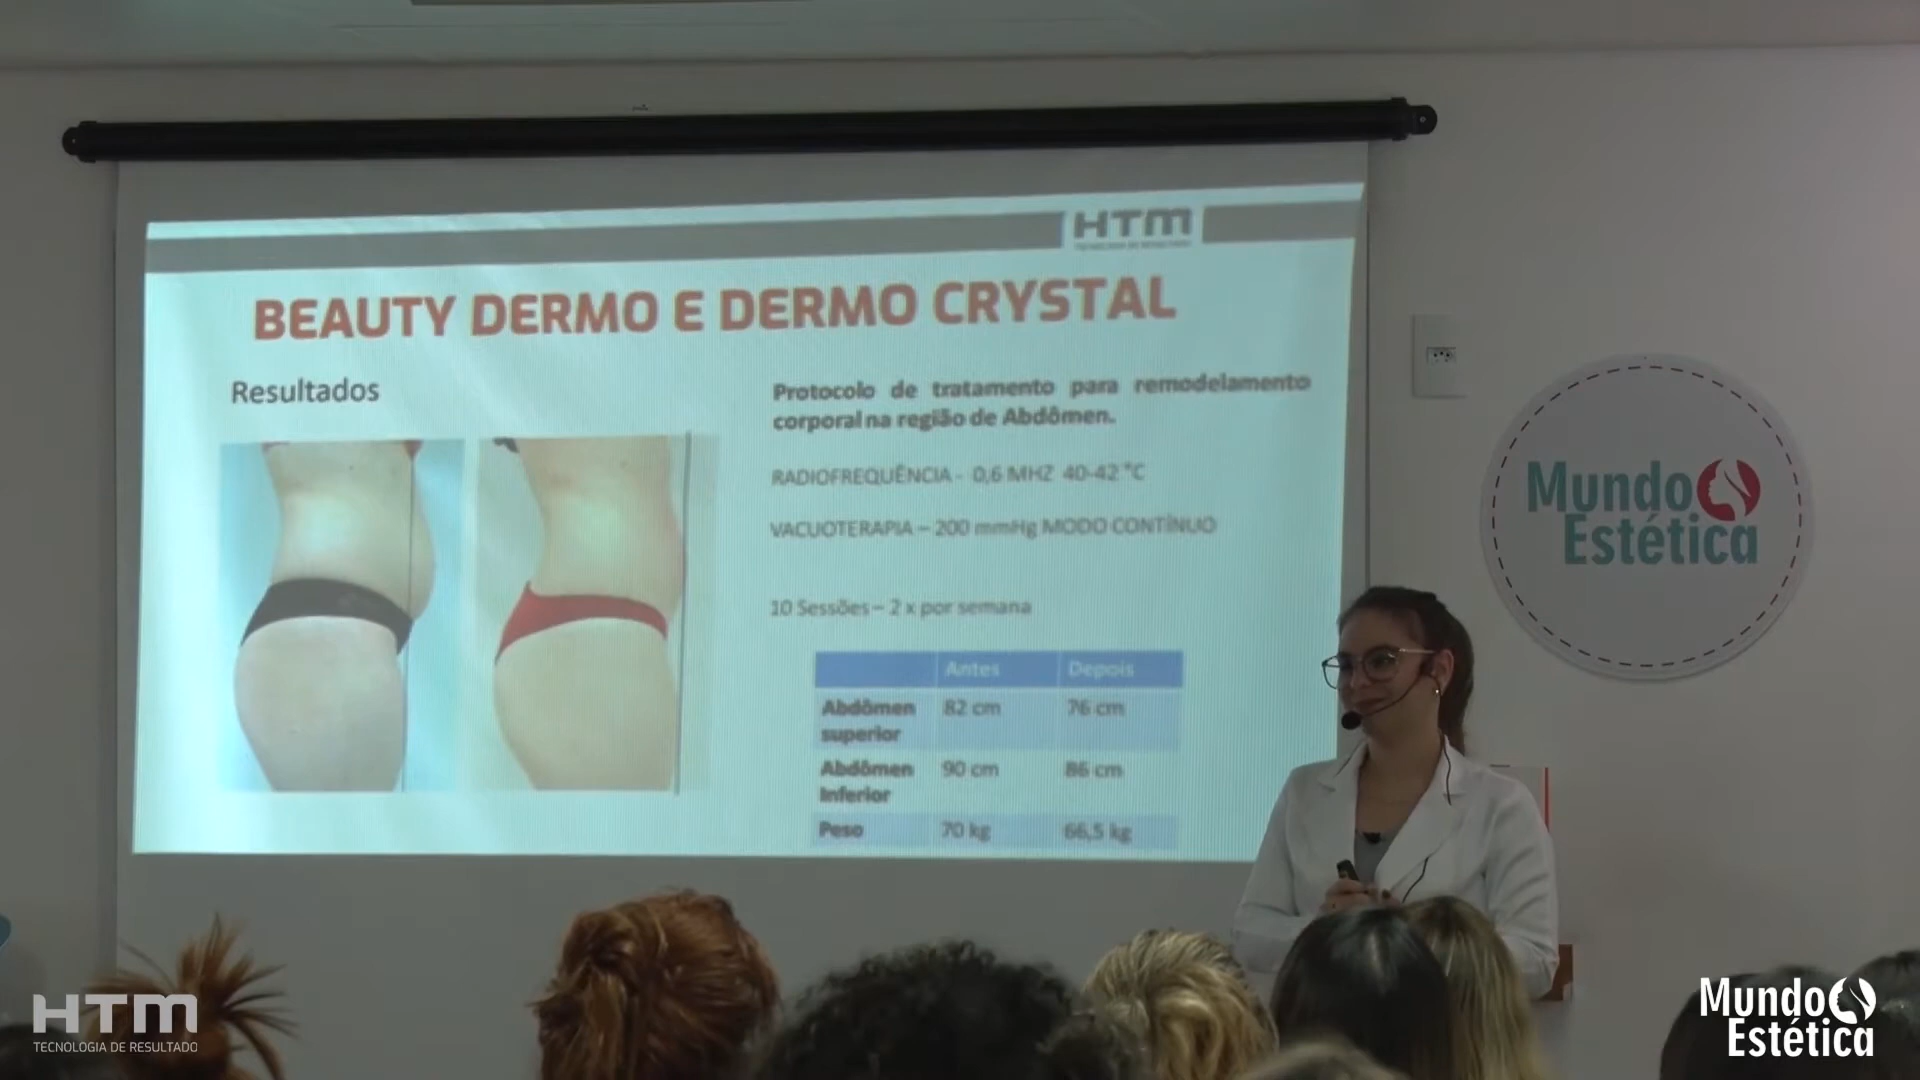 HTM
TECNOLOGIA DE RESULTADO
BEAUTY DERMO E DERMO CRYSTAL
Resultados
Protocolo de tratamento para remodelamento
corporal na região de Abdômen.
RADIOFREQUÊNCIA - 0,6 MHZ 40-42 °C
VACUOTERAPIA – 200 mmHg MODO CONTÍNUO
10 Sessões – 2 x por semana
Antes Depois
Abdômen 82 cm 76 cm
superior
Abdômen 90 cm 86 cm
Inferior
Peso 70 kg 66,5 kg
Mundo
Estética
HTM
TECNOLOGIA DE RESULTADO
Mundo
Estética